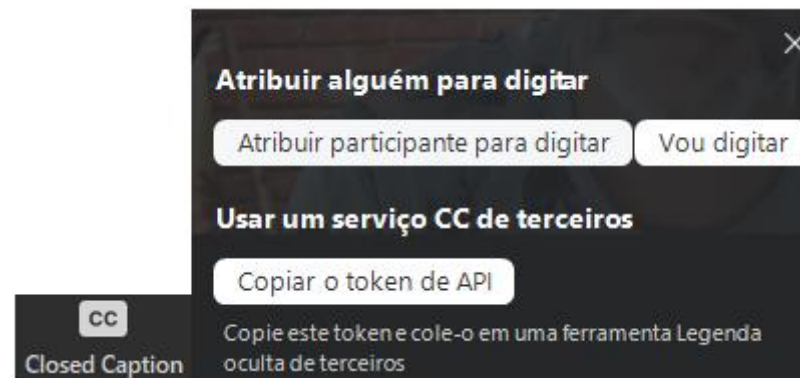 Atribuir alguém para digitar
Atribuir participante para digitar
Vou digitar
Usar um serviço CC de terceiros
Copiar o token de API
Copie este token e cole-o em uma ferramenta Legenda
oculta de terceiros
CC
Closed Caption